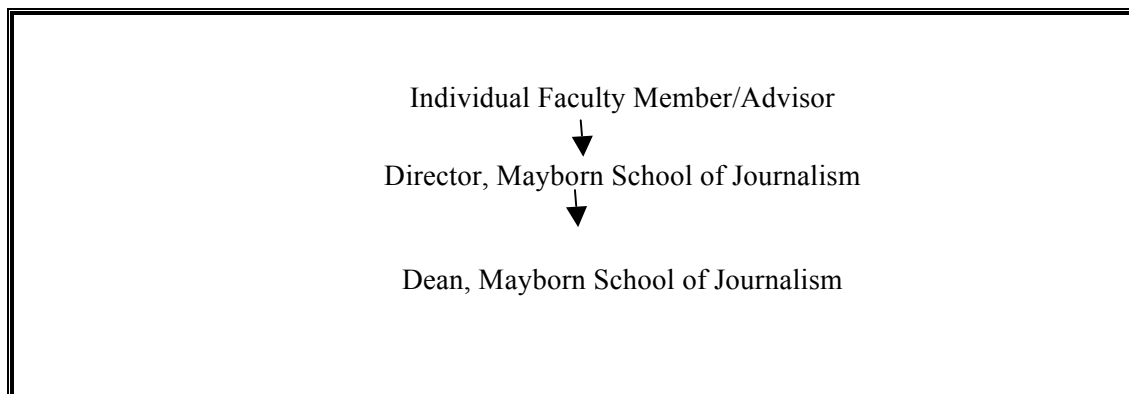 Individual Faculty Member/Advisor
Director, Mayborn School of Journalism
Dean, Mayborn School of Journalism